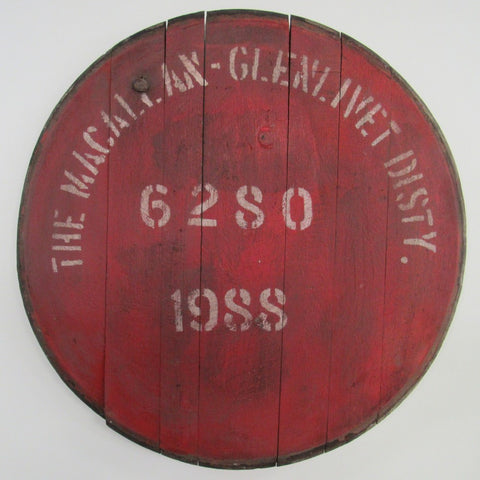 THE MACALLAN-GLENLIVET DISTY.
6280
1988